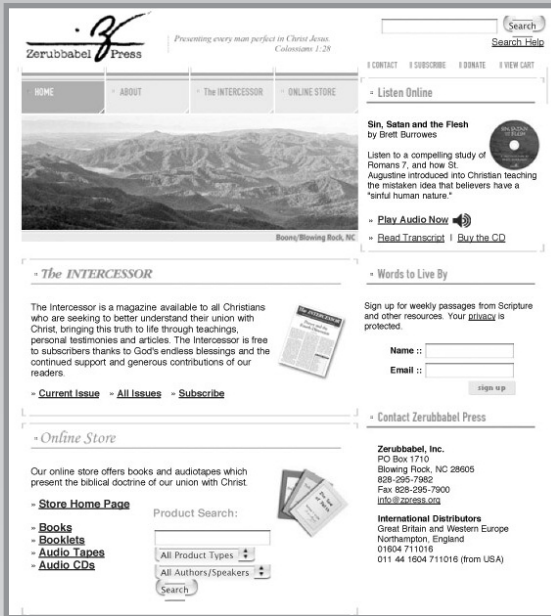 Zerubbabel Press
Presenting every man perfect in Christ Jesus.
Colossians 1:28
Search
Search Help
CONTACT
SUBSCRIBE
DONATE
VIEW CART
HOME
ABOUT
The INTERCESSOR
ONLINE STORE
Boone/Blowing Rock, NC
The INTERCESSOR
The Intercessor is a magazine available to all Christians
who are seeking to better understand their union with
Christ, bringing this truth to life through teachings,
personal testimonies and articles. The Intercessor is free
to subscribers thanks to God's endless blessings and the
continued support and generous contributions of our
readers.
» Current Issue » All Issues » Subscribe
The INTERCESSOR
Online Store
Our online store offers books and audiotapes which
present the biblical doctrine of our union with Christ.
» Store Home Page
» Books
» Booklets
» Audio Tapes
» Audio CDs
Product Search:
All Product Types
All Authors/Speakers
Search
Listen Online
Sin, Satan and the Flesh
by Brett Burrowes
SIN, SATAN
Listen to a compelling study of
Romans 7, and how St.
Augustine introduced into Christian teaching
the mistaken idea that believers have a
"sinful human nature."
» Play Audio Now
» Read Transcript | Buy the CD
Words to Live By
Sign up for weekly passages from Scripture
and other resources. Your privacy is
protected.
Name ::
Email ::
sign up
Contact Zerubbabel Press
Zerubbabel, Inc.
PO Box 1710
Blowing Rock, NC 28605
828-295-7982
Fax 828-295-7900
info@zpress.org
International Distributors
Great Britain and Western Europe
Northampton, England
01604 711016
011 44 1604 711016 (from USA)